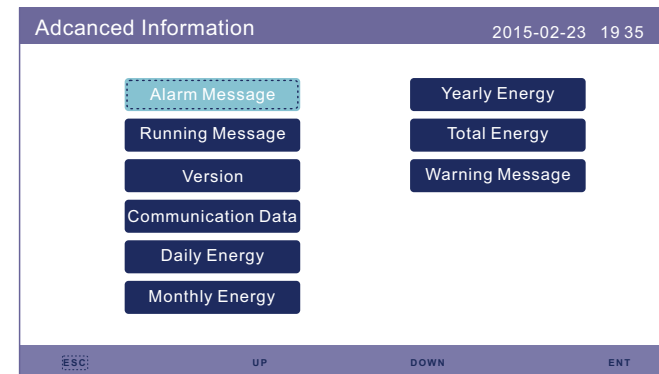 Adcanced Information
2015-02-23 19 35
Alarm Message
Running Message
Version
Communication Data
Daily Energy
Monthly Energy
Yearly Energy
Total Energy
Warning Message
ESC UP DOWN ENT